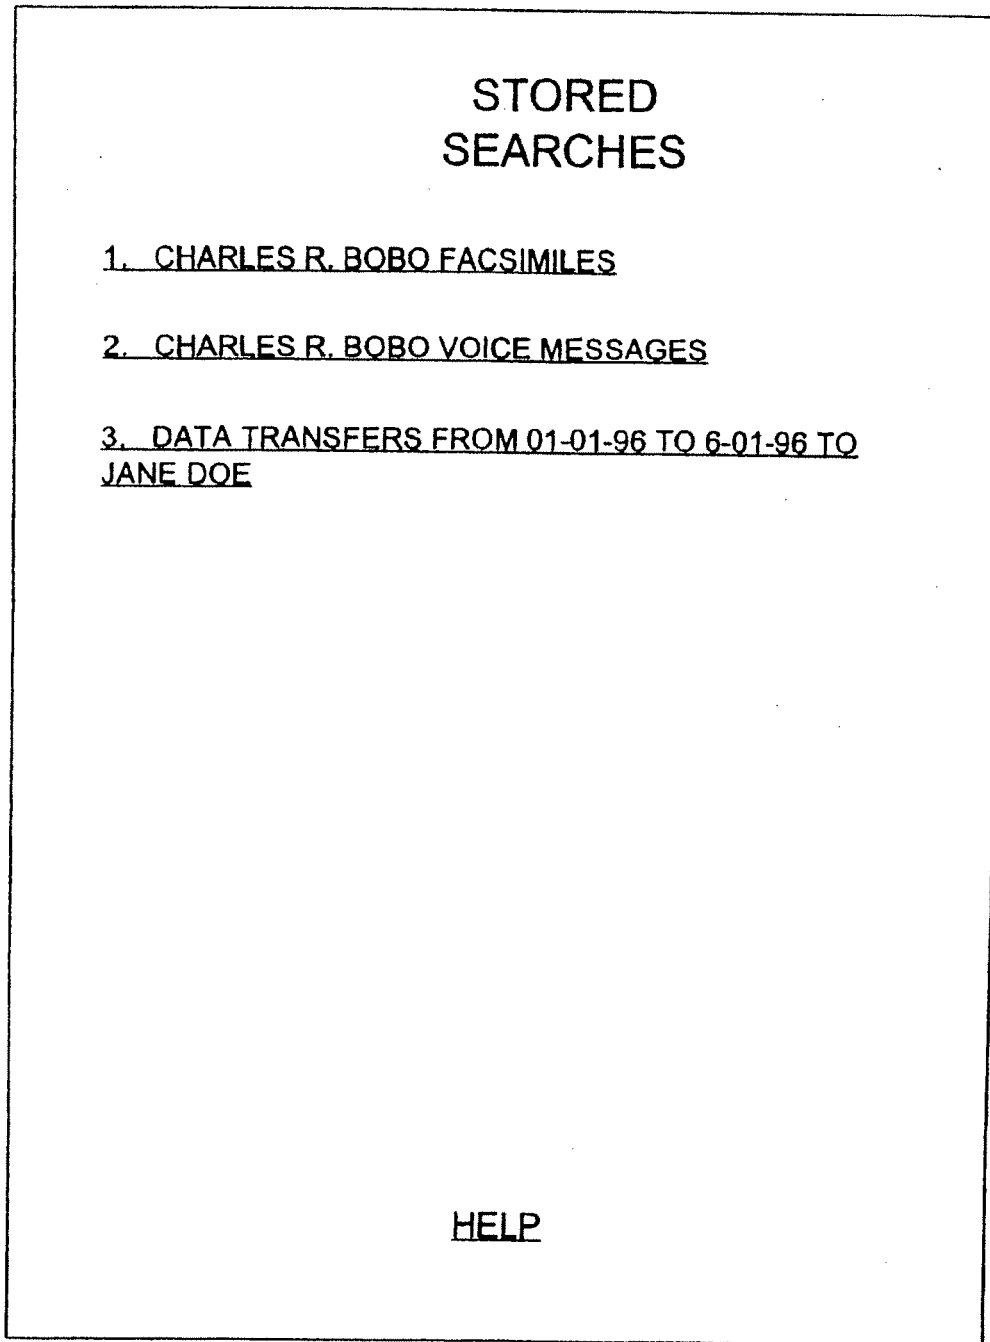 STORED
SEARCHES
1. CHARLES R. BOBO FACSIMILES
2. CHARLES R. BOBO VOICE MESSAGES
3. DATA TRANSFERS FROM 01-01-96 TO 6-01-96 TO
JANE DOE
HELP